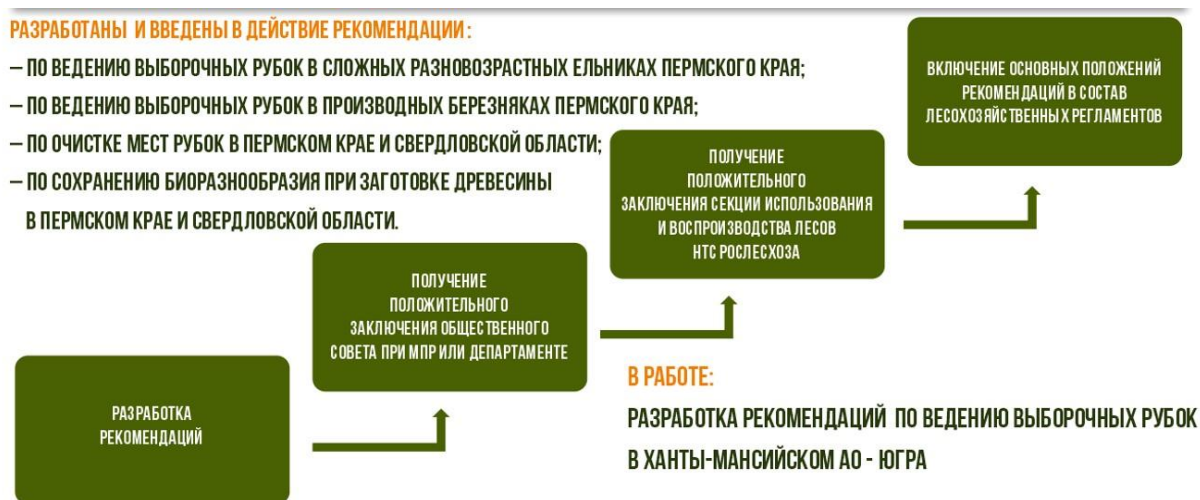 РАЗРАБОТАНЫ И ВВЕДЕНЫ В ДЕЙСТВИЕ РЕКОМЕНДАЦИИ:
– ПО ВЕДЕНИЮ ВЫБОРОЧНЫХ РУБОК В СЛОЖНЫХ РАЗНОВОЗРАСТНЫХ ЕЛЬНИКАХ ПЕРМСКОГО КРАЯ;
– ПО ВЕДЕНИЮ ВЫБОРОЧНЫХ РУБОК В ПРОИЗВОДНЫХ БЕРЕЗНЯКАХ ПЕРМСКОГО КРАЯ;
– ПО ОЧИСТКЕ МЕСТ РУБОК В ПЕРМСКОМ КРАЕ И СВЕРДЛОВСКОЙ ОБЛАСТИ;
– ПО СОХРАНЕНИЮ БИОРАЗНООБРАЗИЯ ПРИ ЗАГОТОВКЕ ДРЕВЕСИНЫ
В ПЕРМСКОМ КРАЕ И СВЕРДЛОВСКОЙ ОБЛАСТИ.
РАЗРАБОТКА
РЕКОМЕНДАЦИЙ
ПОЛУЧЕНИЕ
ПОЛОЖИТЕЛЬНОГО
ЗАКЛЮЧЕНИЯ ОБЩЕСТВЕННОГО
СОВЕТА ПРИ МПР ИЛИ ДЕПАРТАМЕНТЕ
ПОЛУЧЕНИЕ
ПОЛОЖИТЕЛЬНОГО
ЗАКЛЮЧЕНИЯ СЕКЦИИ ИСПОЛЬЗОВАНИЯ
И ВОСПРОИЗВОДСТВА ЛЕСОВ
НТС РОСЛЕСХОЗА
ВКЛЮЧЕНИЕ ОСНОВНЫХ ПОЛОЖЕНИЙ
РЕКОМЕНДАЦИЙ В СОСТАВ
ЛЕСОХОЗЯЙСТВЕННЫХ РЕГЛАМЕНТОВ
В РАБОТЕ:
РАЗРАБОТКА РЕКОМЕНДАЦИЙ ПО ВЕДЕНИЮ ВЫБОРОЧНЫХ РУБОК
В ХАНТЫ-МАНСИЙСКОМ АО - ЮГРА